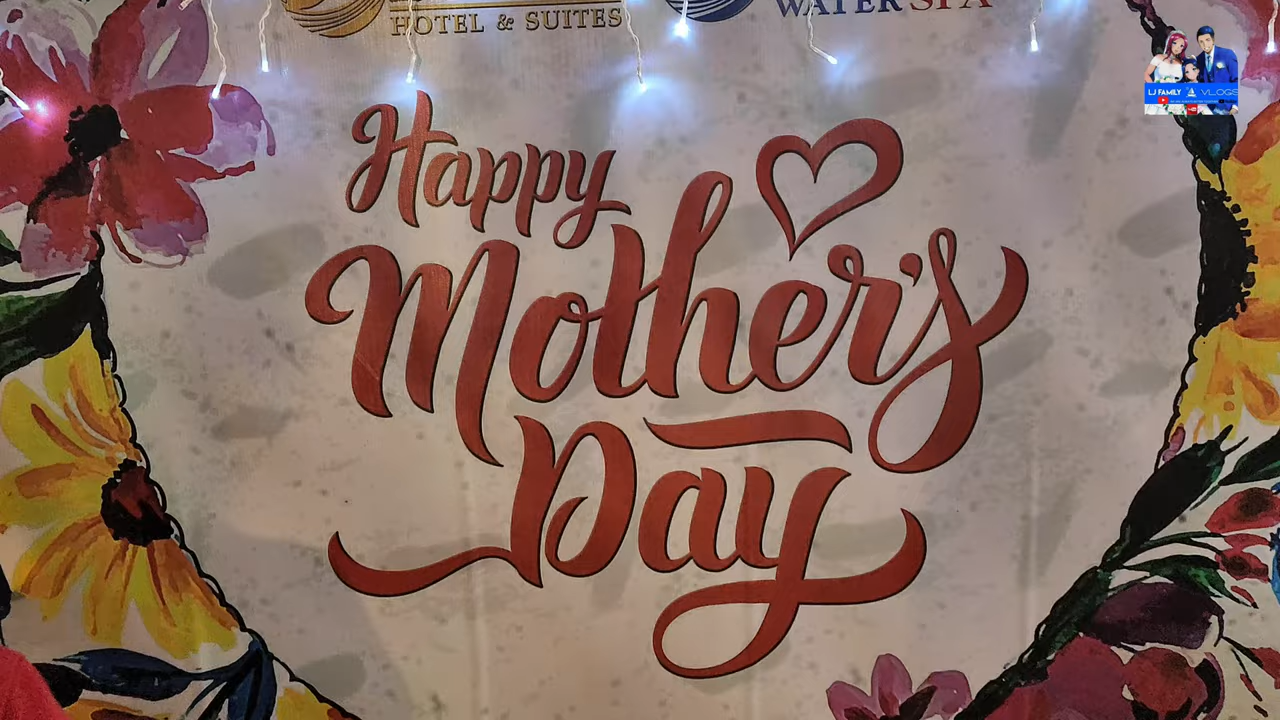 HOTEL & SUITES
WATER SPA
LJ FAMILY VLOGS
Happy
Mother's
Day